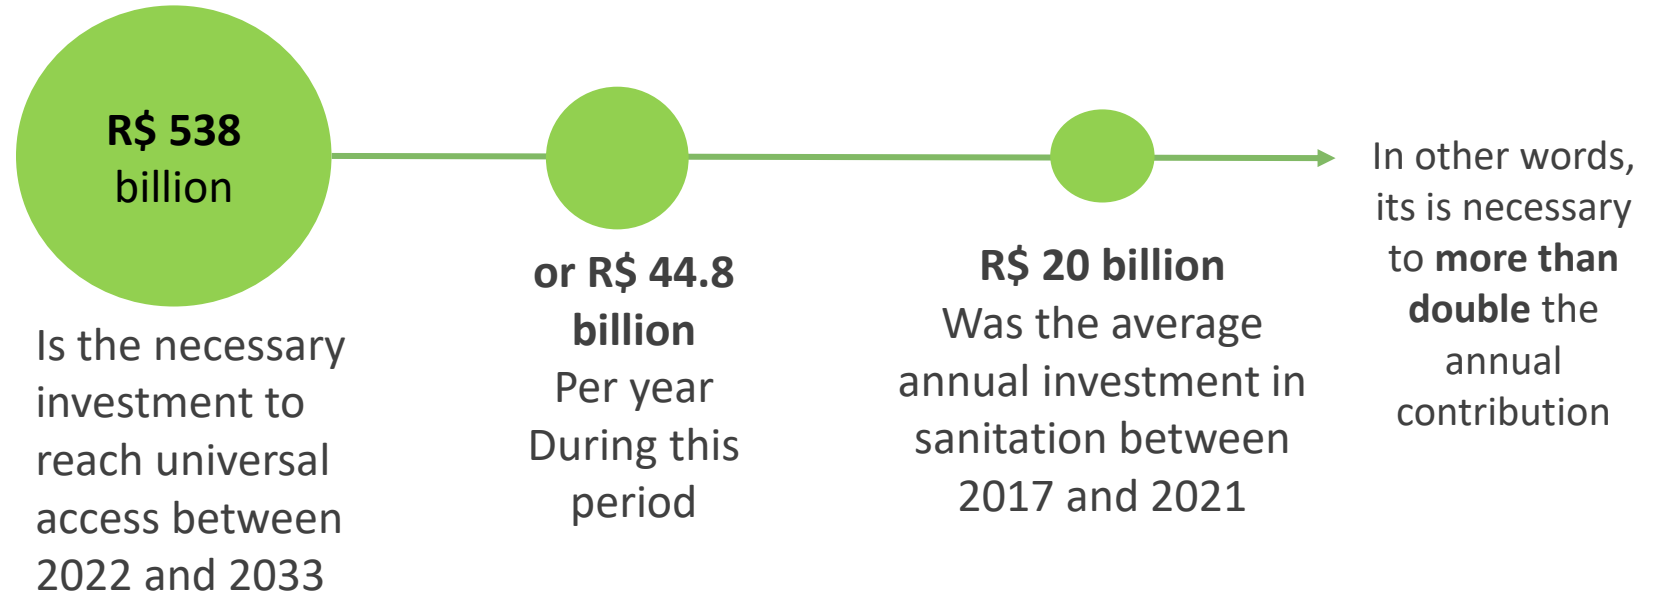 R$ 538
billion
Is the necessary
investment to
reach universal
access between
2022 and 2033
or R$ 44.8
billion
Per year
During this
period
R$ 20 billion
Was the average
annual investment in
sanitation between
2017 and 2021
In other words,
its is necessary
to more than
double the
annual
contribution